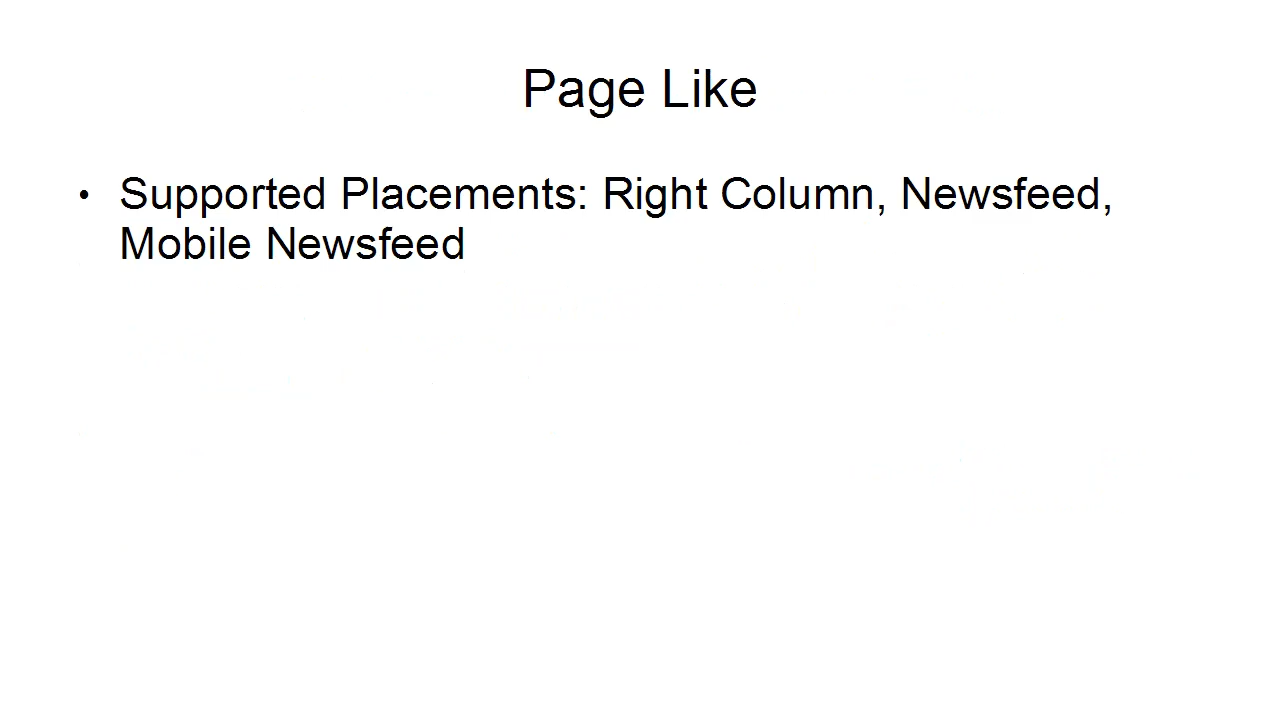 Page Like
• Supported Placements: Right Column, Newsfeed,
Mobile Newsfeed